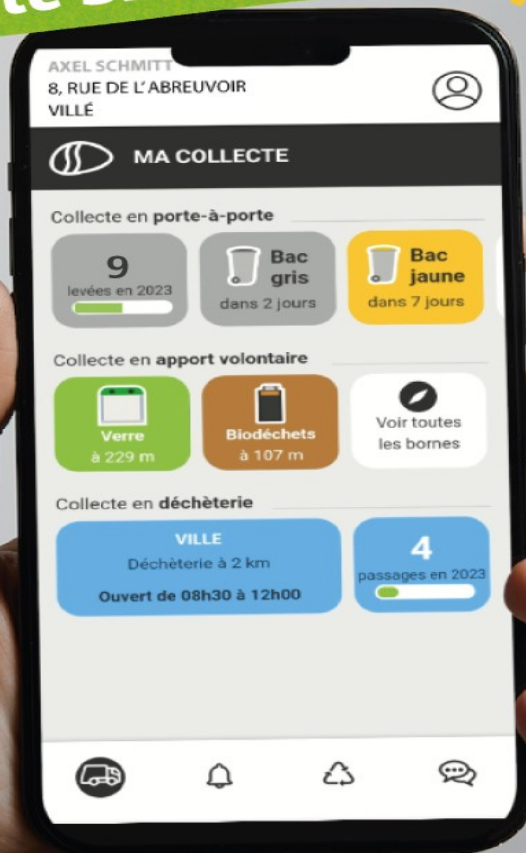 AXEL SCHMITT
8, RUE DE L'ABREUVOIR
VILLÉ
MA COLLECTE
Collecte en porte-à-porte
9
levées en 2023
Bac
gris
dans 2 jours
Bac
jaune
dans 7 jours
Collecte en apport volontaire
Verre
à 229 m
Biodéchets
à 107 m
Voir toutes
les bornes
Collecte en déchèterie
VILLE
Déchèterie à 2 km
Ouvert de 08h30 à 12h00
4
passages en 2023